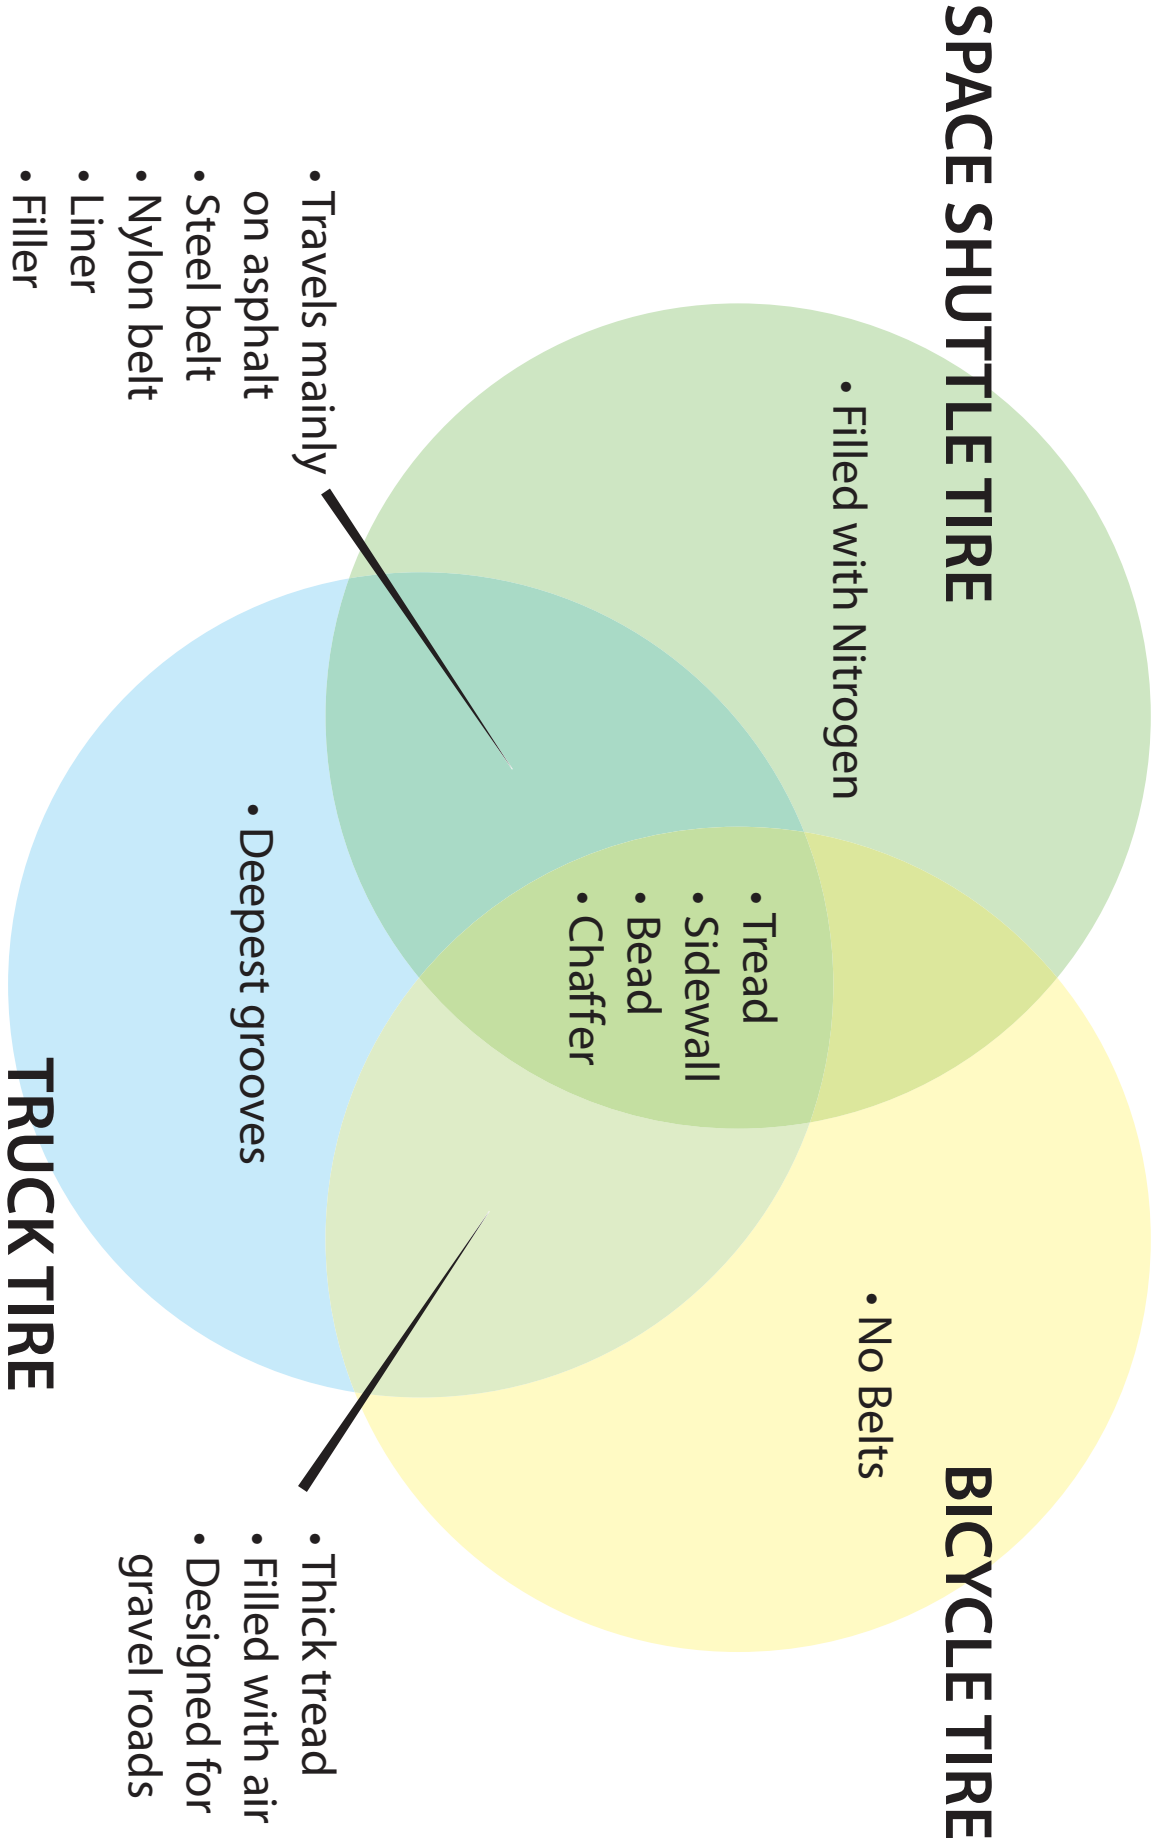 SPACE SHUTTLE TIRE
BICYCLE TIRE
• Filled with Nitrogen
• No Belts
• Tread
• Sidewall
• Bead
• Chaffer
• Travels mainly
on asphalt
• Steel belt
• Nylon belt
• Liner
• Filler
• Deepest grooves
• Thick tread
• Filled with air
• Designed for
gravel roads
TRUCK TIRE